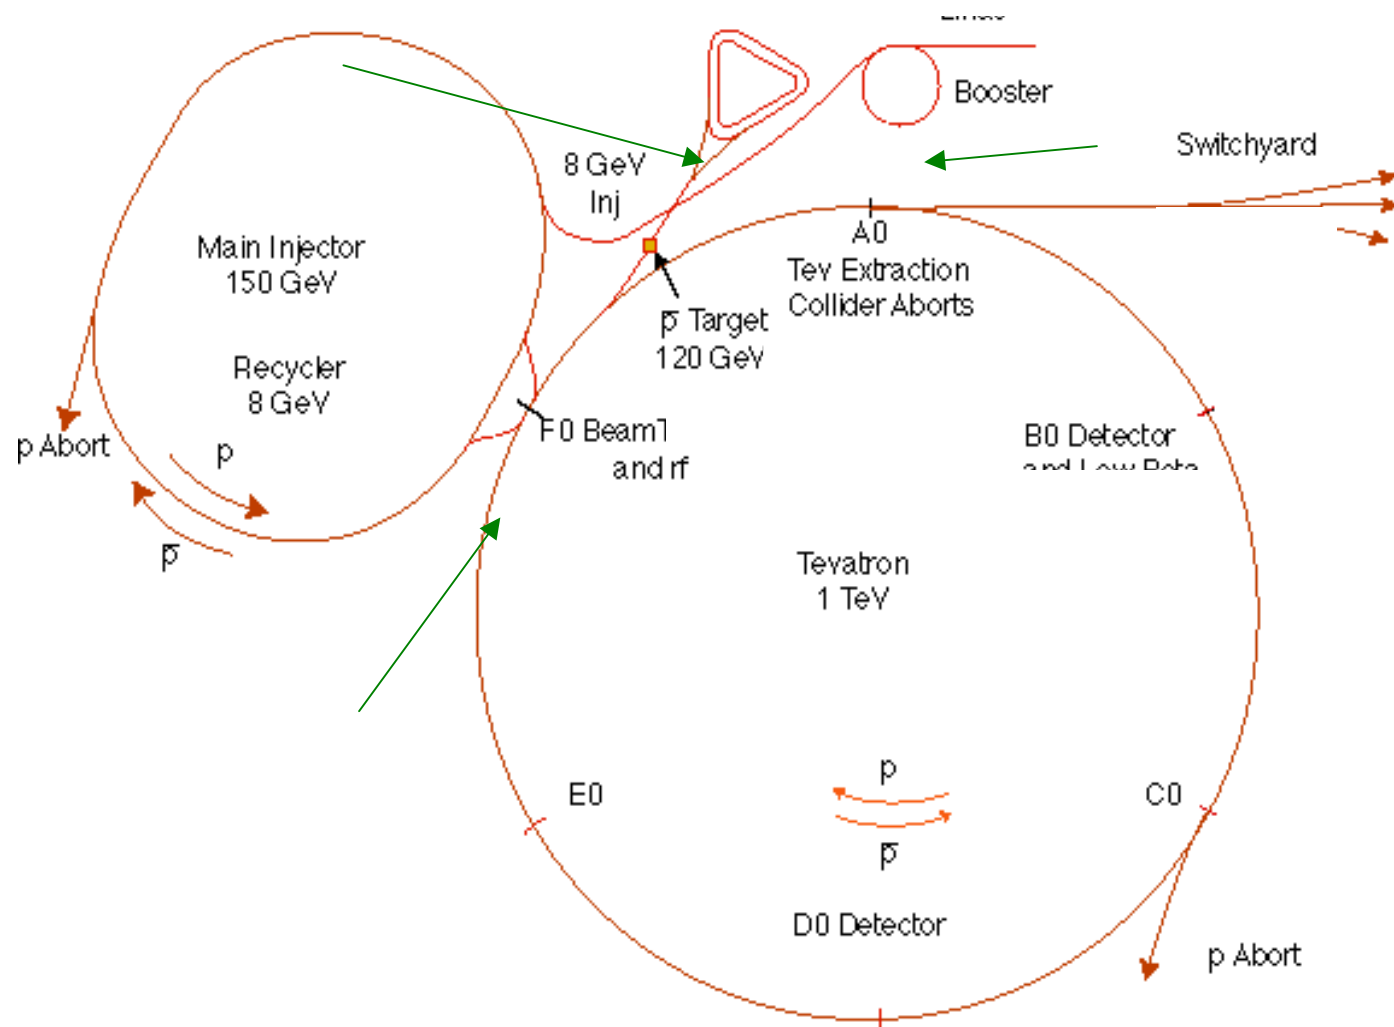 Booster
Switchyard
8 GeV
Inj
A0
Tev Extraction
Collider Aborts
Main Injector
150 GeV
p̅ Target
120 GeV
Recycler
8 GeV
p Abort
p
p̅
F0 Beam
and rf
B0 Detector
Tevatron
1 TeV
p
p̅
E0
C0
D0 Detector
p Abort